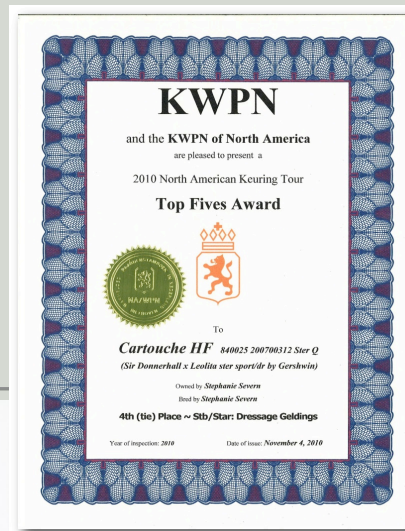 KWPN
and the KWPN of North America
are pleased to present a
2010 North American Keuring Tour
Top Fives Award
NA/WPN
To
Cartouche HF 840025 200700312 Ster Q
(Sir Donnerhall x Leolita ster sport/dr by Gershwin)
Owned by Stephanie Severn
Bred by Stephanie Severn
4th (tie) Place ~ Stb/Star: Dressage Geldings
Year of inspection: 2010 Date of issue: November 4, 2010